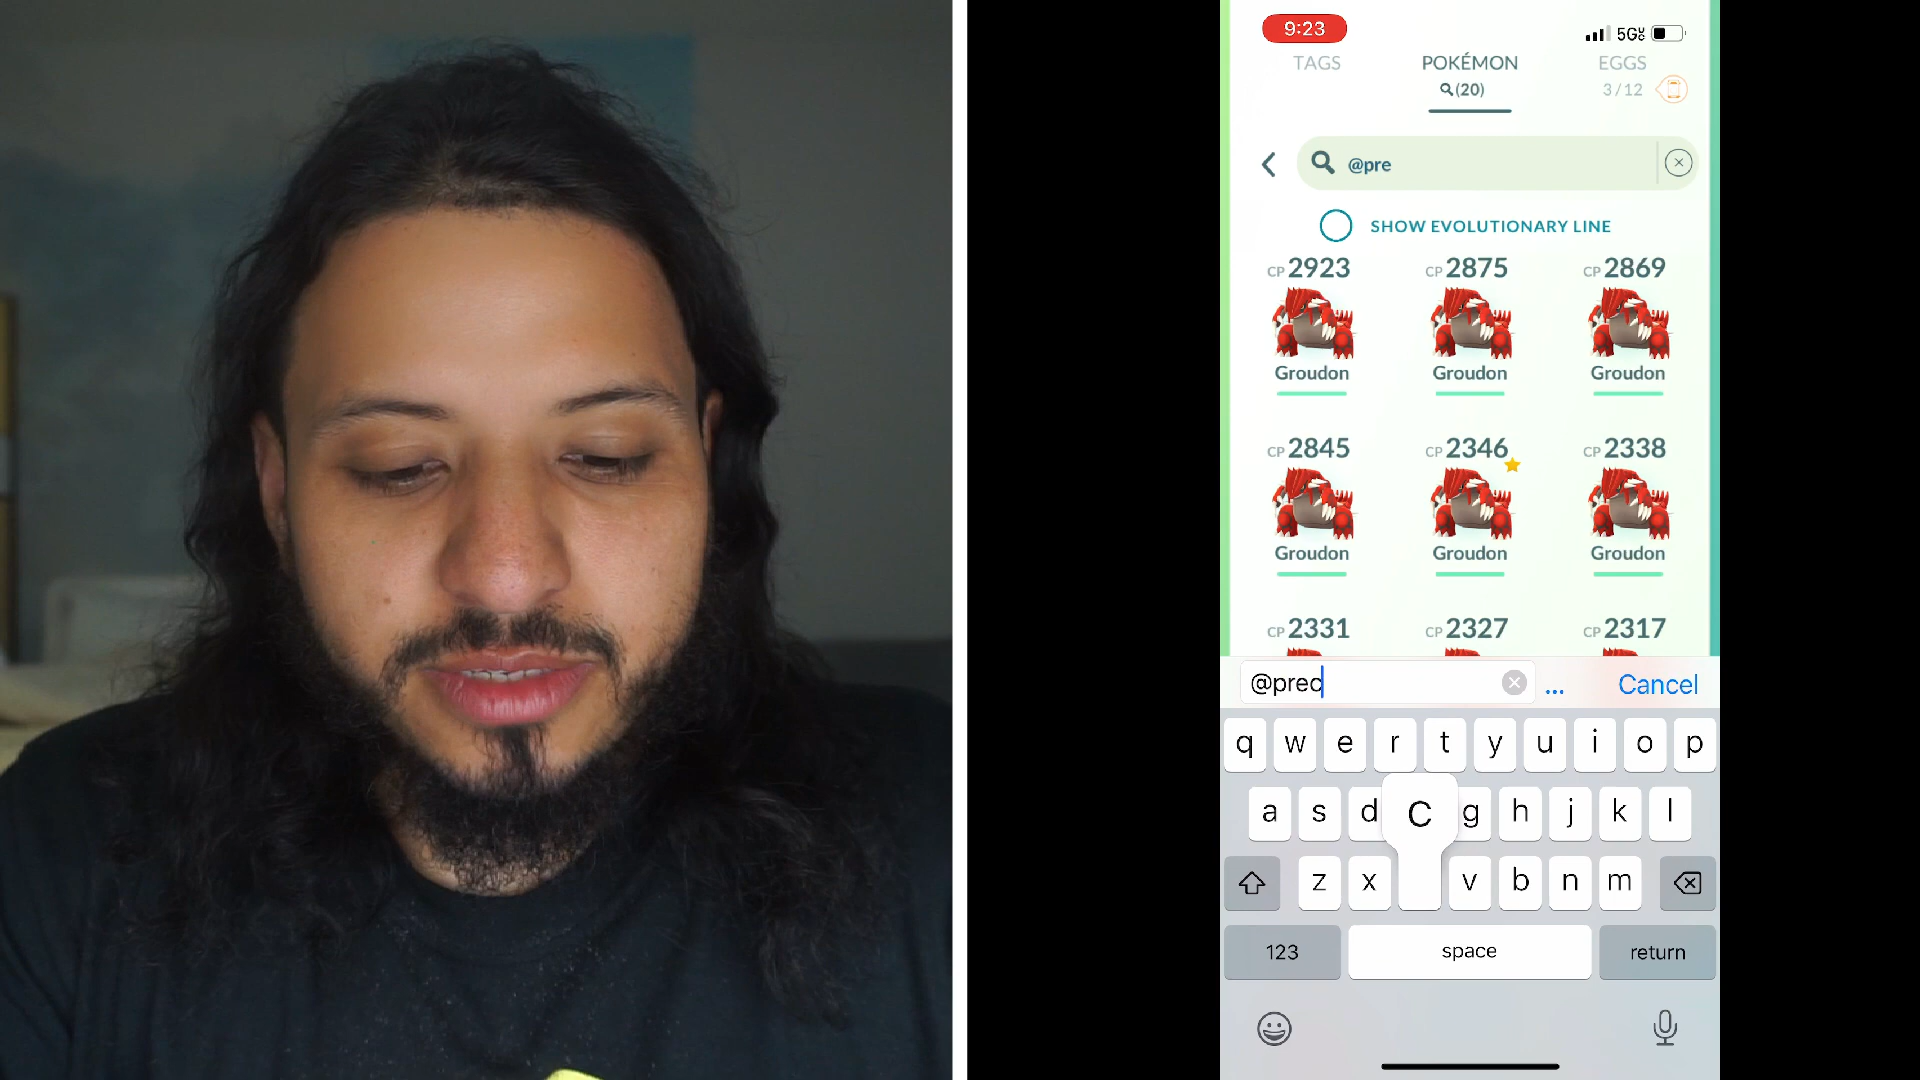 9:23
5G
TAGS POKÉMON EGGS
(20) 3 / 12
@pre
SHOW EVOLUTIONARY LINE
CP 2923 CP 2875 CP 2869
Groudon Groudon Groudon
CP 2845 CP 2346 CP 2338
Groudon Groudon Groudon
CP 2331 CP 2327 CP 2317
@prec ... Cancel
q w e r t y u i o p
a s d C g h j k l
z x v b n m
123 space return